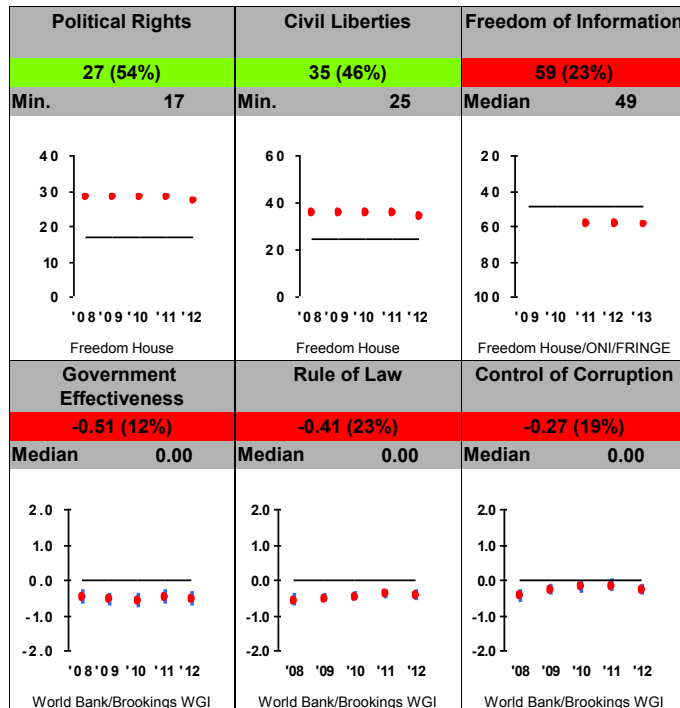 Political Rights
27 (54%)
Min. 17
40
30
20
10
0
'08 '09 '10 '11 '12
Freedom House
Civil Liberties
35 (46%)
Min. 25
60
40
20
0
'08 '09 '10 '11 '12
Freedom House
Freedom of Information
59 (23%)
Median 49
20
40
60
80
100
'09 '10 '11 '12 '13
Freedom House/ONI/FRINGE
Government
Effectiveness
-0.51 (12%)
Median 0.00
2.0
1.0
0.0
-1.0
-2.0
'08 '09 '10 '11 '12
World Bank/Brookings WGI
Rule of Law
-0.41 (23%)
Median 0.00
2.0
1.0
0.0
-1.0
-2.0
'08 '09 '10 '11 '12
World Bank/Brookings WGI
Control of Corruption
-0.27 (19%)
Median 0.00
2.0
1.0
0.0
-1.0
-2.0
'08 '09 '10 '11 '12
World Bank/Brookings WGI